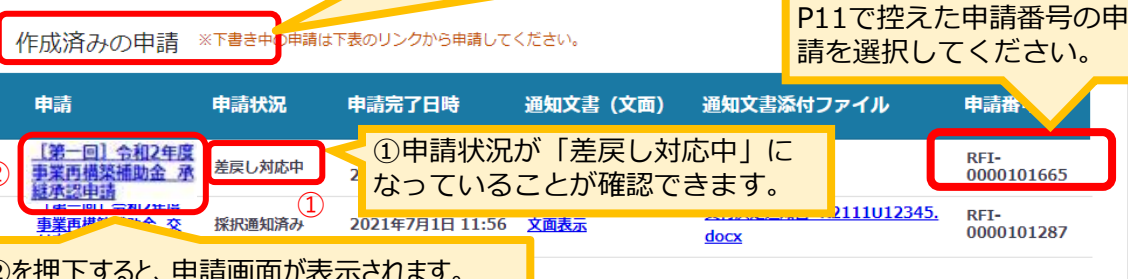 P11で控えた申請番号の申
請を選択してください。
作成済みの申請 ※下書き中の申請は下表のリンクから申請してください。
申請 申請状況 申請完了日時 通知文書（文面） 通知文書添付ファイル 申請番
［第一回］令和2年度
事業再構築補助金 承
継承認申請
差戻し対応中
①申請状況が「差戻し対応中」に
なっていることが確認できます。
RFI-
0000101665
②
①
事業再構築 金 交
採択通知済み 2021年7月1日 11:56 文面表示
2111U12345.
docx
RFI-
0000101287
②を押下すると、申請画面が表示されます。